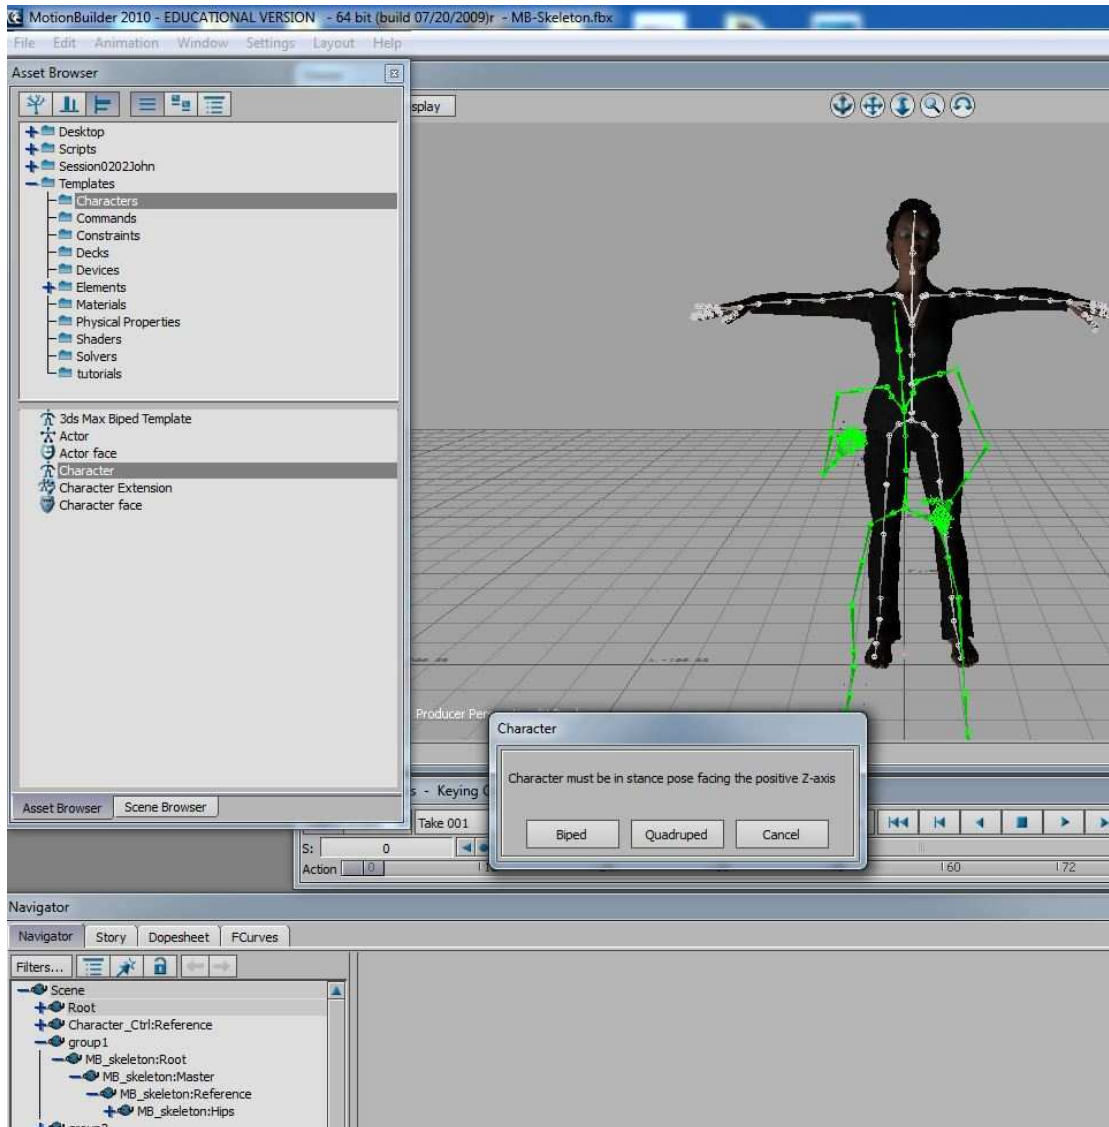 MotionBuilder 2010 - EDUCATIONAL VERSION - 64 bit (build 07/20/2009)r - MB-Skeleton.fbx
File Edit Animation Window Settings Layout Help
Asset Browser
splay
Desktop
Scripts
Session0202John
Templates
Characters
Commands
Constraints
Decks
Devices
Elements
Materials
Physical Properties
Shaders
Solvers
tutorials
3ds Max Biped Template
Actor
Actor face
Character
Character Extension
Character face
Asset Browser Scene Browser
Producer Per
Character
Character must be in stance pose facing the positive Z-axis
Biped Quadruped Cancel
s - Keying
Take 001
S: 0
Action 0 60 72
Navigator
Navigator Story Dopesheet FCurves
Filters...
Scene
Root
Character_Ctrl:Reference
group1
MB_skeleton:Root
MB_skeleton:Master
MB_skeleton:Reference
MB_skeleton:Hips